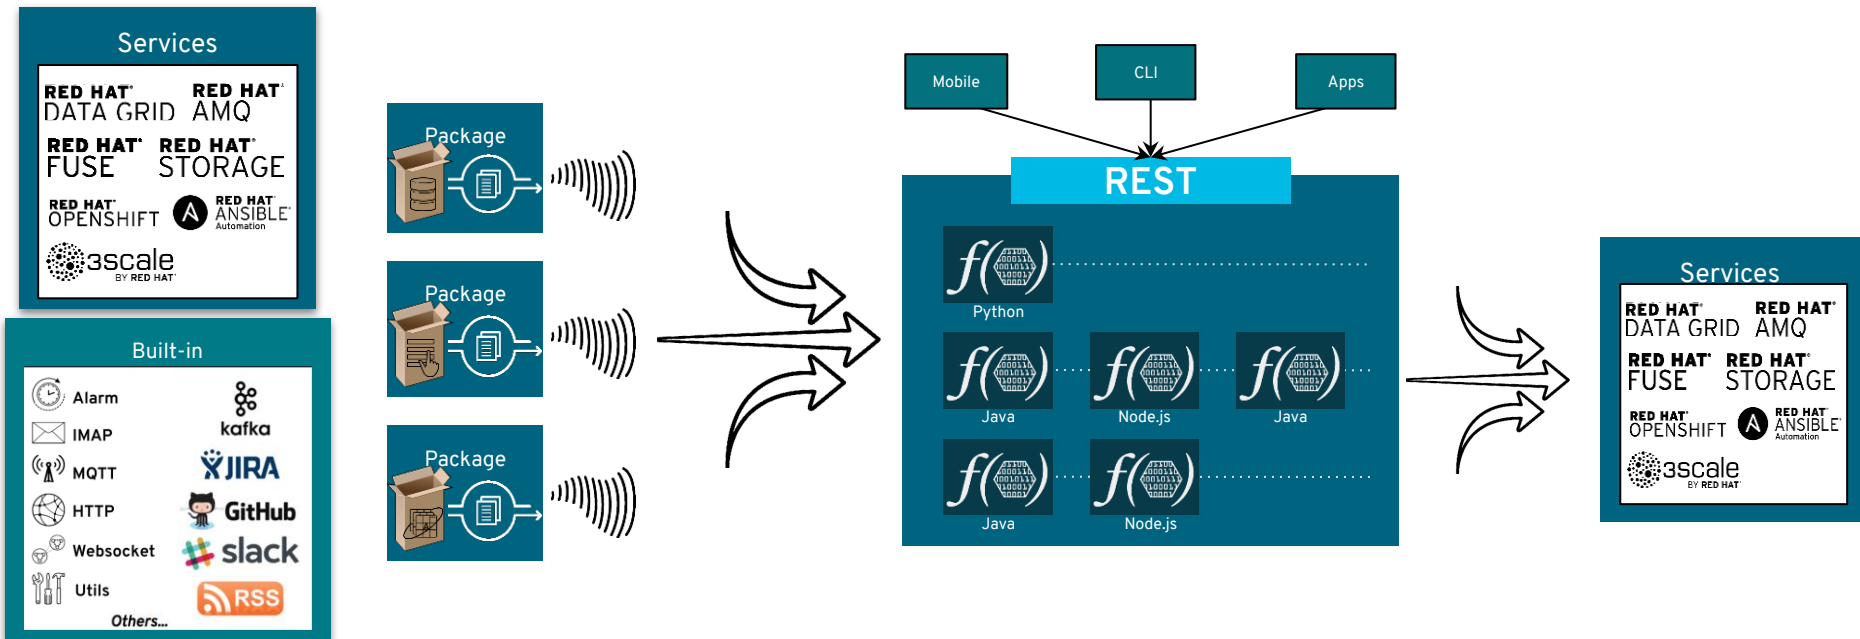 Services
RED HAT®
DATA GRID
RED HAT®
AMQ
RED HAT®
FUSE
RED HAT®
STORAGE
RED HAT®
OPENSHIFT
RED HAT®
ANSIBLE®
Automation
3scale
BY RED HAT®
Built-in
Alarm
IMAP
MQTT
HTTP
Websocket
Utils
kafka
JIRA
GitHub
slack
RSS
Others...
Package
Package
Package
Mobile
CLI
Apps
REST
f(
Python
f(
Java
f(
Node.js
f(
Java
f(
Java
f(
Node.js
Services
RED HAT®
DATA GRID
RED HAT®
AMQ
RED HAT®
FUSE
RED HAT®
STORAGE
RED HAT®
OPENSHIFT
RED HAT®
ANSIBLE®
Automation
3scale
BY RED HAT®